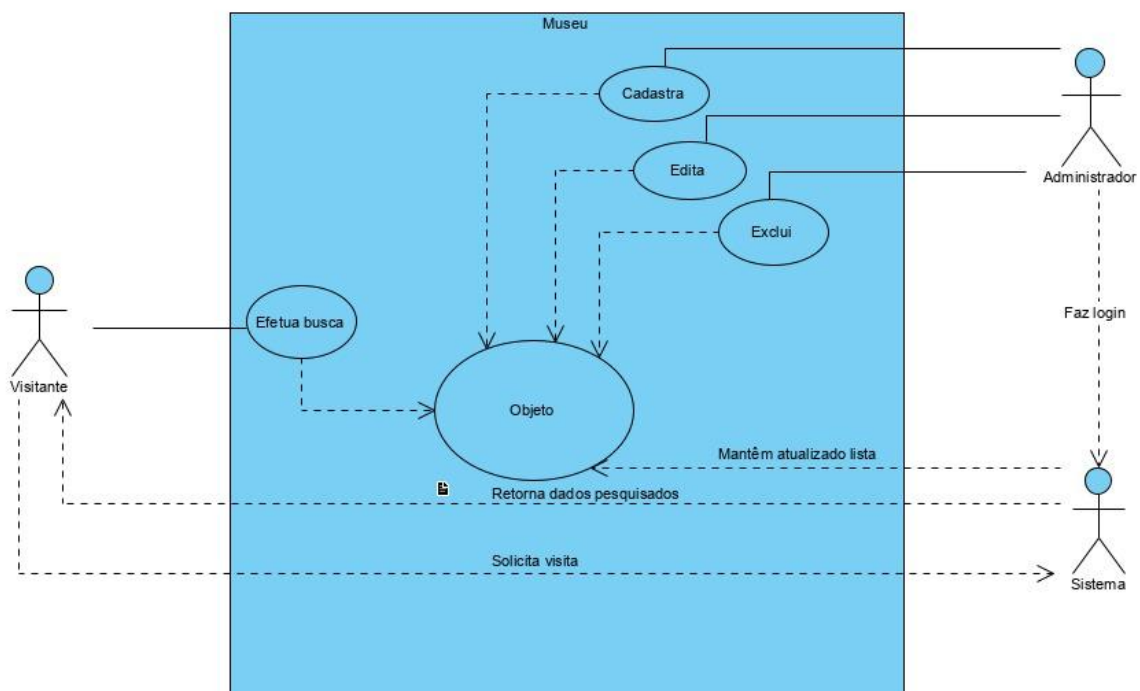 Museu
Cadastra
Edita
Administrador
Exclui
Faz login
Efetua busca
Visitante
Objeto
Mantêm atualizado lista
Retorna dados pesquisados
Solicita visita
Sistema